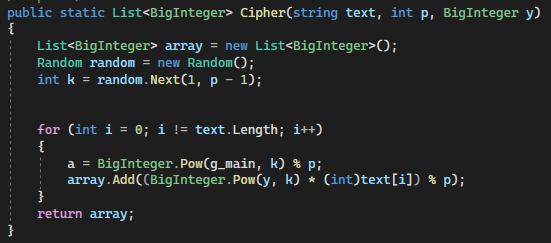 public static List<BigInteger> Cipher(string text, int p, BigInteger y)
{
    List<BigInteger> array = new List<BigInteger>();
    Random random = new Random();
    int k = random.Next(1, p - 1);
    for (int i = 0; i != text.Length; i++)
    {
        a = BigInteger.Pow(g_main, k) % p;
        array.Add((BigInteger.Pow(y, k) * (int)text[i]) % p);
    }
    return array;
}